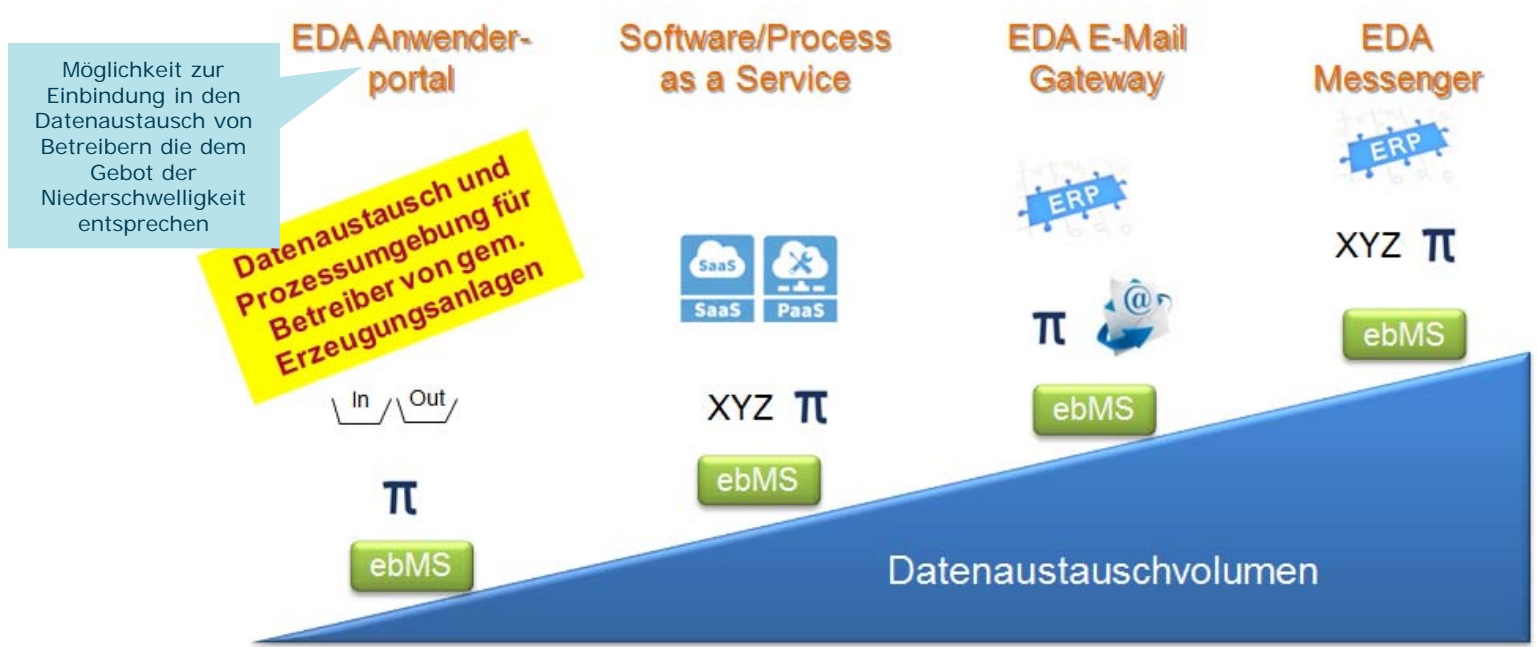 EDA Anwender-
portal
Software/Process
as a Service
EDA E-Mail
Gateway
EDA
Messenger
Möglichkeit zur
Einbindung in den
Datenaustausch von
Betreibern die dem
Gebot der
Niederschwelligkeit
entsprechen
Datenaustausch und
Prozessumgebung für
Betreiber von gem.
Erzeugungsanlagen
In Out
π
ebMS
SaaS
SaaS PaaS
XYZ π
ebMS
ERP
π @
ebMS
ERP
XYZ π
ebMS
Datenaustauschvolumen